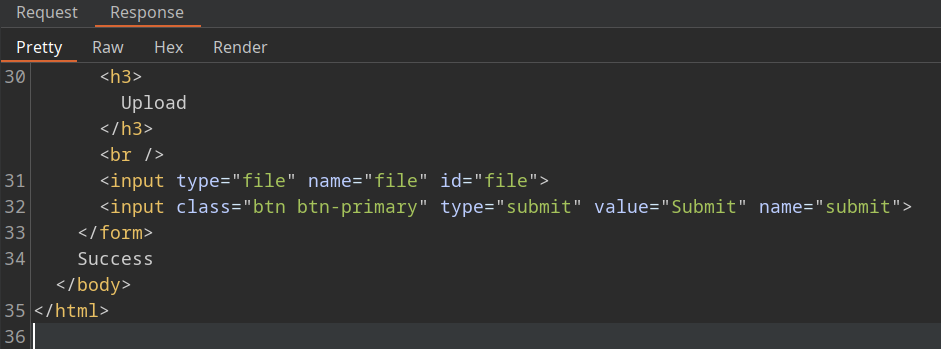 Request Response
Pretty Raw Hex Render
30 <h3>
Upload
</h3>
<br />
31 <input type="file" name="file" id="file">
32 <input class="btn btn-primary" type="submit" value="Submit" name="submit">
33 </form>
34 Success
</body>
35 </html>
36